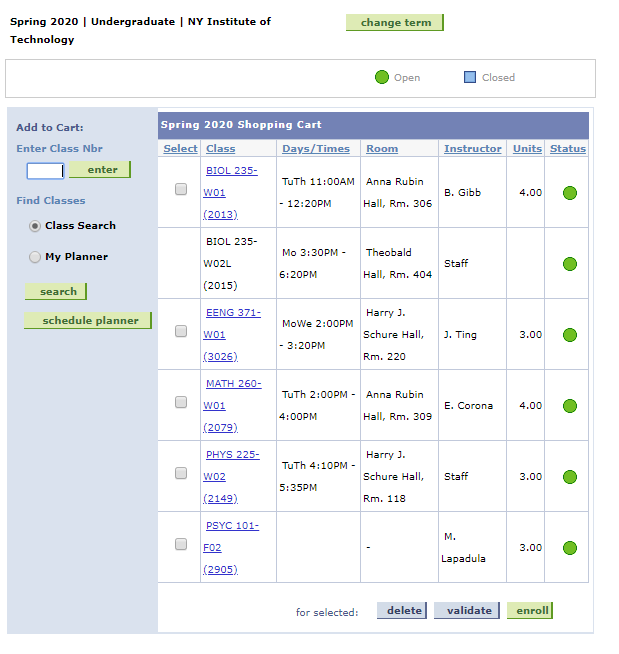 Spring 2020 | Undergraduate | NY Institute of
Technology
change term
Open
Closed
Add to Cart:
Enter Class Nbr
enter
Find Classes
Class Search
My Planner
search
schedule planner
Spring 2020 Shopping Cart
Select Class Days/Times Room Instructor Units Status
BIOL 235-
W01
(2013)
TuTh 11:00AM
- 12:20PM
Anna Rubin
Hall, Rm. 306
B. Gibb
4.00
BIOL 235-
W02L
(2015)
Mo 3:30PM -
6:20PM
Theobald
Hall, Rm. 404
Staff
EENG 371-
W01
(3026)
MoWe 2:00PM
- 3:20PM
Harry J.
Schure Hall,
Rm. 220
J. Ting
3.00
MATH 260-
W01
(2079)
TuTh 2:00PM -
4:00PM
Anna Rubin
Hall, Rm. 309
E. Corona
4.00
PHYS 225-
W02
(2149)
TuTh 4:10PM -
5:35PM
Harry J.
Schure Hall,
Rm. 118
Staff
3.00
PSYC 101-
F02
(2905)
-
M.
Lapadula
3.00
for selected:
delete
validate
enroll